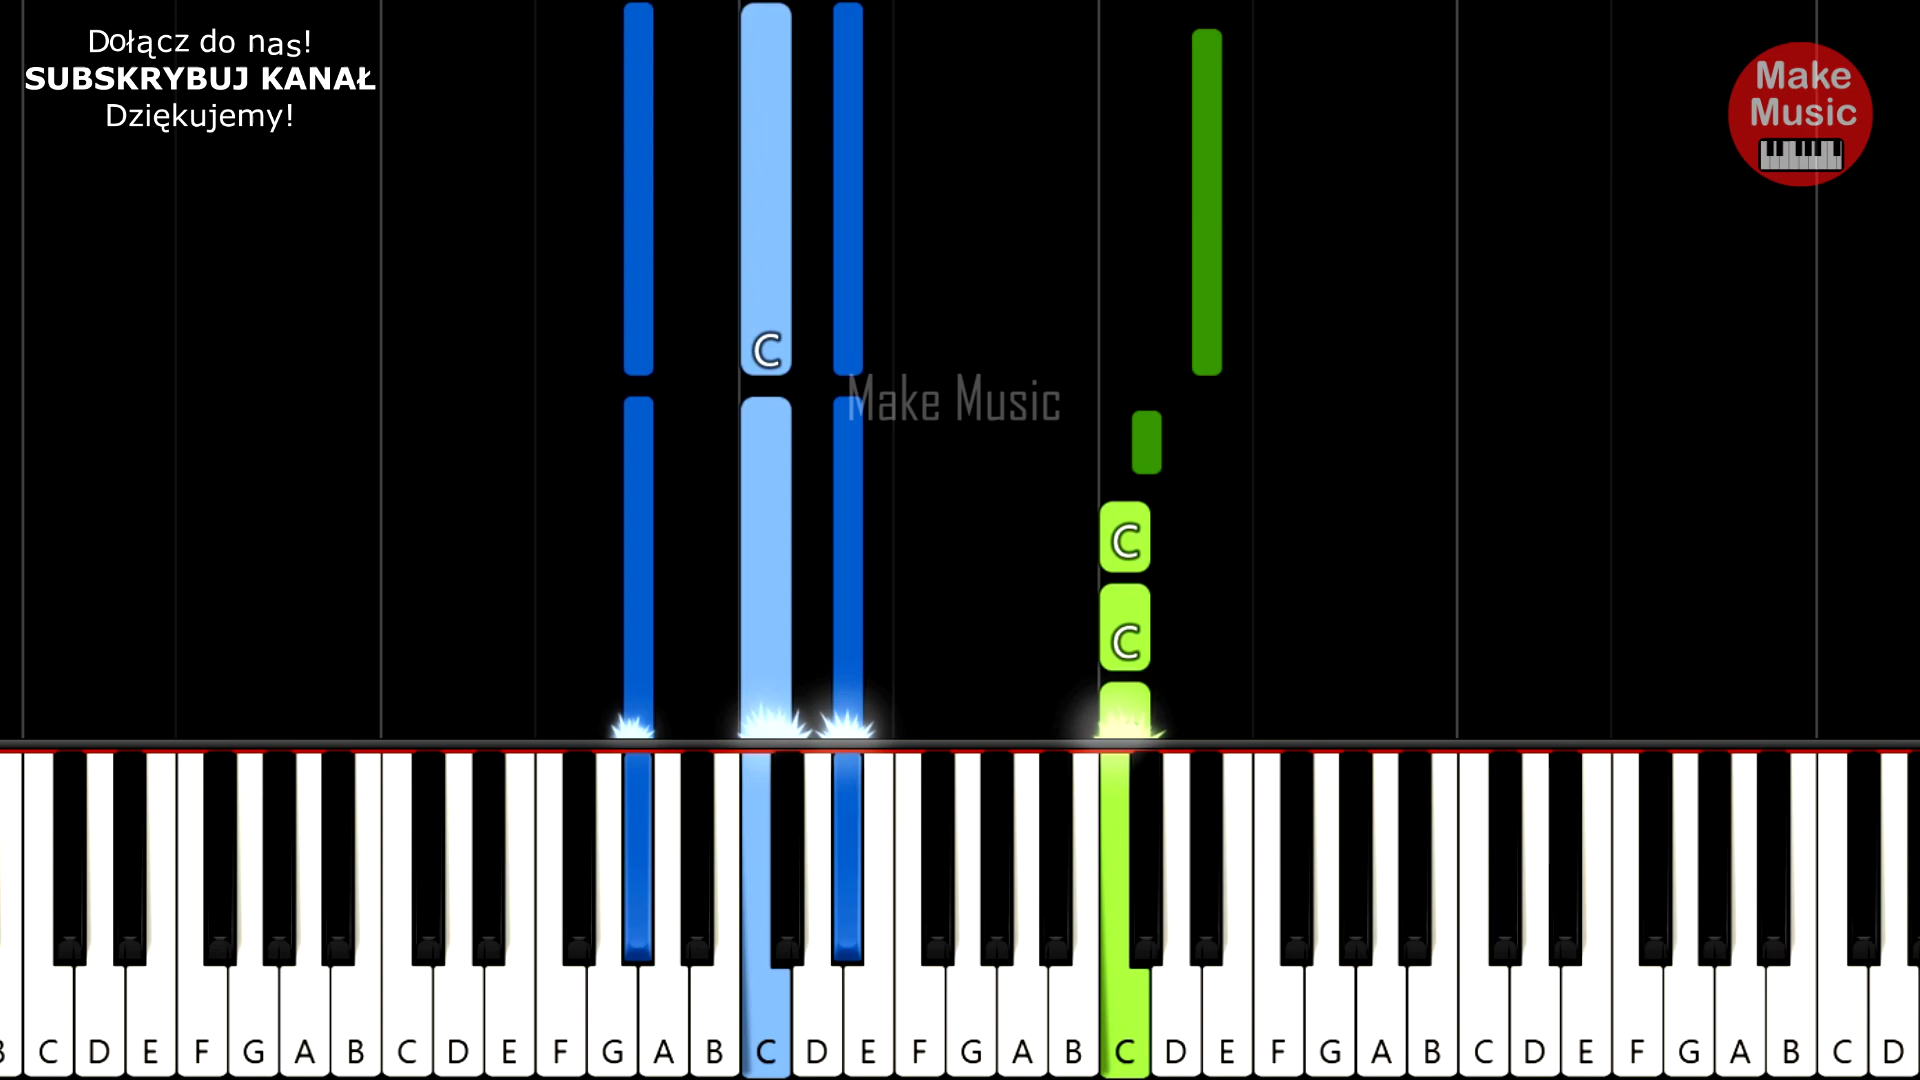 Dołącz do nas!
SUBSKRYBUJ KANAŁ
Dziękujemy!
Make
Music
C
Make Music
C
C
B C D E F G A B C D E F G A B C D E F G A B C D E F G A B C D E F G A B C D